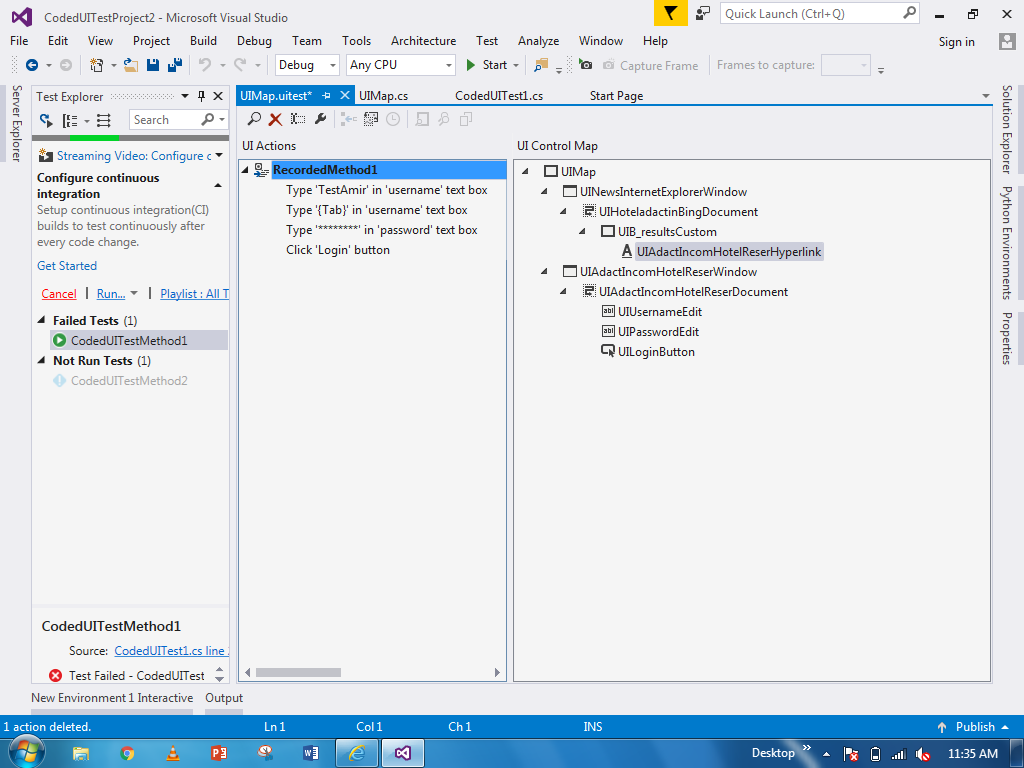 CodedUITestProject2 - Microsoft Visual Studio
Quick Launch (Ctrl+Q)
File Edit View Project Build Debug Team Tools Architecture Test Analyze Window Help
Sign in
Debug Any CPU Start Capture Frame Frames to capture:
Server Explorer
Test Explorer
Search
Streaming Video: Configure c
Configure continuous
integration
Setup continuous integration(CI)
builds to test continuously after
every code change.
Get Started
Cancel | Run... | Playlist : All T
Failed Tests (1)
CodedUITestMethod1
Not Run Tests (1)
CodedUITestMethod2
CodedUITestMethod1
Source: CodedUITest1.cs line
Test Failed - CodedUITest
UIMap.uitest* UIMap.cs CodedUITest1.cs Start Page
UI Actions
RecordedMethod1
Type 'TestAmir' in 'username' text box
Type '{Tab}' in 'username' text box
Type '********' in 'password' text box
Click 'Login' button
UI Control Map
UIMap
UINewsInternetExplorerWindow
UIHoteladactinBingDocument
UIB_resultsCustom
UIAdactIncomHotelReserHyperlink
UIAdactIncomHotelReserWindow
UIAdactIncomHotelReserDocument
UIUsernameEdit
UIPasswordEdit
UILoginButton
Solution Explorer
Python Environments
Properties
New Environment 1 Interactive Output
1 action deleted. Ln 1 Col 1 Ch 1 INS Publish
Desktop 11:35 AM